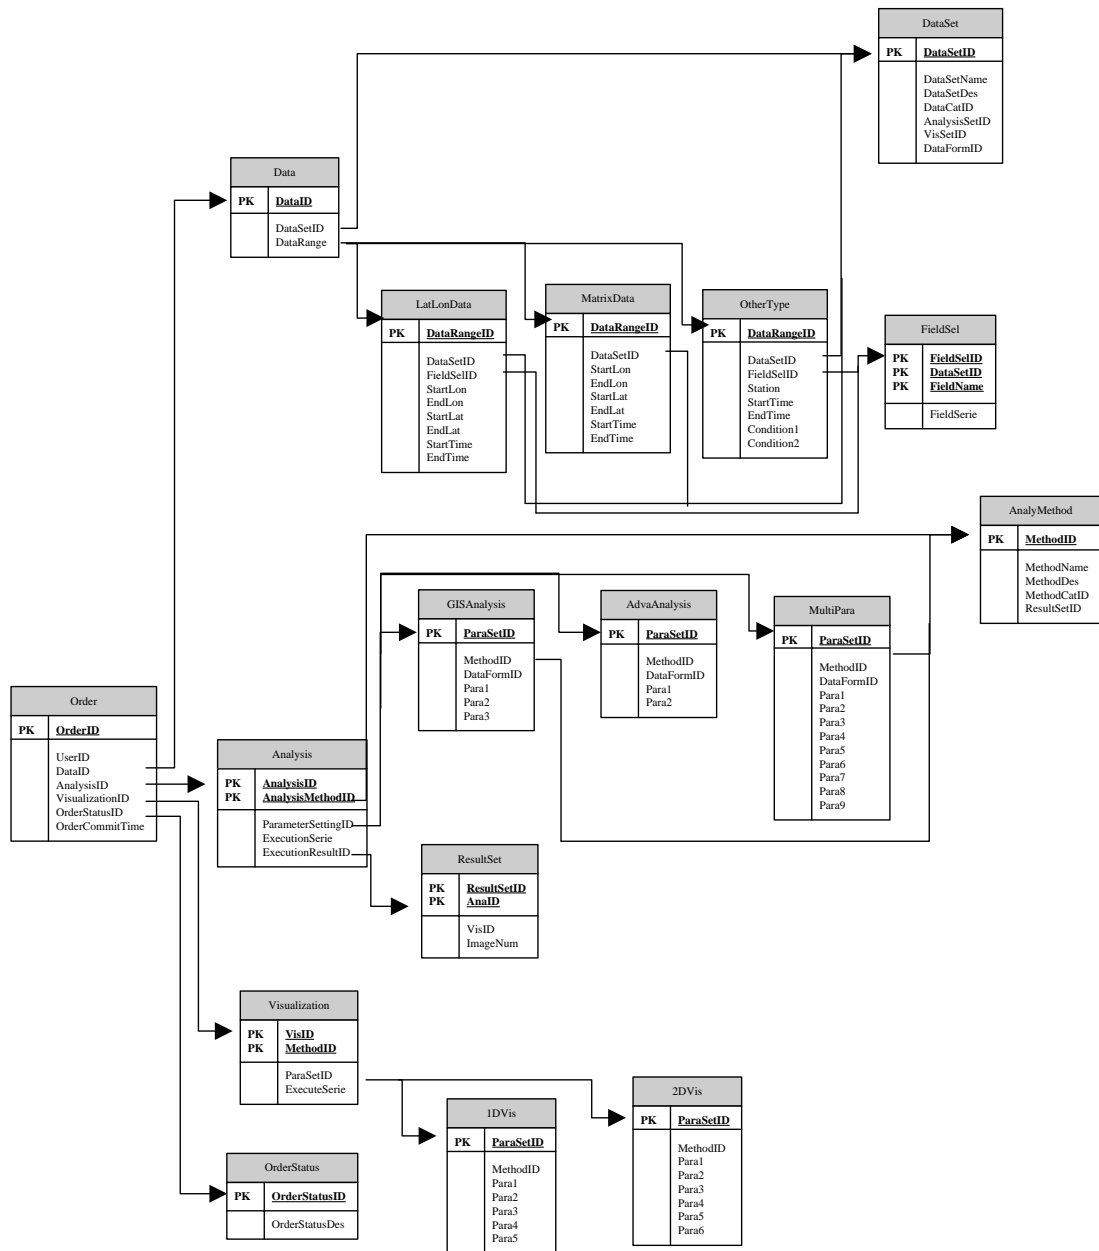 DataSet
PK DataSetID
DataSetName
DataSetDes
DataCatID
AnalysisSetID
VisSetID
DataFormID
Data
PK DataID
DataSetID
DataRange
LatLonData
PK DataRangeID
DataSetID
FieldSelID
StartLon
EndLon
StartLat
EndLat
StartTime
EndTime
MatrixData
PK DataRangeID
DataSetID
StartLon
EndLon
StartLat
EndLat
StartTime
EndTime
OtherType
PK DataRangeID
DataSetID
FieldSelID
Station
StartTime
EndTime
Condition1
Condition2
FieldSel
PK FieldSelID
PK DataSetID
PK FieldName
FieldSerie
AnalyMethod
PK MethodID
MethodName
MethodDes
MethodCatID
ResultSetID
GISAnalysis
PK ParaSetID
MethodID
DataFormID
Para1
Para2
Para3
AdvaAnalysis
PK ParaSetID
MethodID
DataFormID
Para1
Para2
MultiPara
PK ParaSetID
MethodID
DataFormID
Para1
Para2
Para3
Para4
Para5
Para6
Para7
Para8
Para9
Order
PK OrderID
UserID
DataID
AnalysisID
VisualizationID
OrderStatusID
OrderCommitTime
Analysis
PK AnalysisID
PK AnalysisMethodID
ParameterSettingID
ExecutionSerie
ExecutionResultID
ResultSet
PK ResultSetID
PK AnaID
VisID
ImageNum
Visualization
PK VisID
PK MethodID
ParaSetID
ExecuteSerie
1DVis
PK ParaSetID
MethodID
Para1
Para2
Para3
Para4
Para5
2DVis
PK ParaSetID
MethodID
Para1
Para2
Para3
Para4
Para5
Para6
OrderStatus
PK OrderStatusID
OrderStatusDes